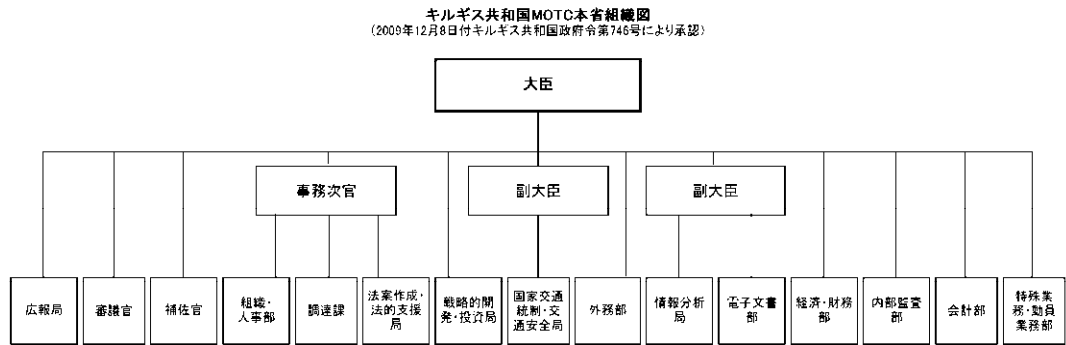 キルギス共和国MOTC本省組織図
(2009年12月8日付キルギス共和国政府令第746号により承認)
大臣
事務次官
副大臣
副大臣
広報局
審議官
補佐官
組織・
人事部
調達課
法案作成・
法的支援
局
戦略的開
発・投資局
国家交通
統制・交
通安全局
外務部
情報分析
局
電子文書
部
経済・財務
部
内部監査
部
会計部
特殊業
務・動員
業務部